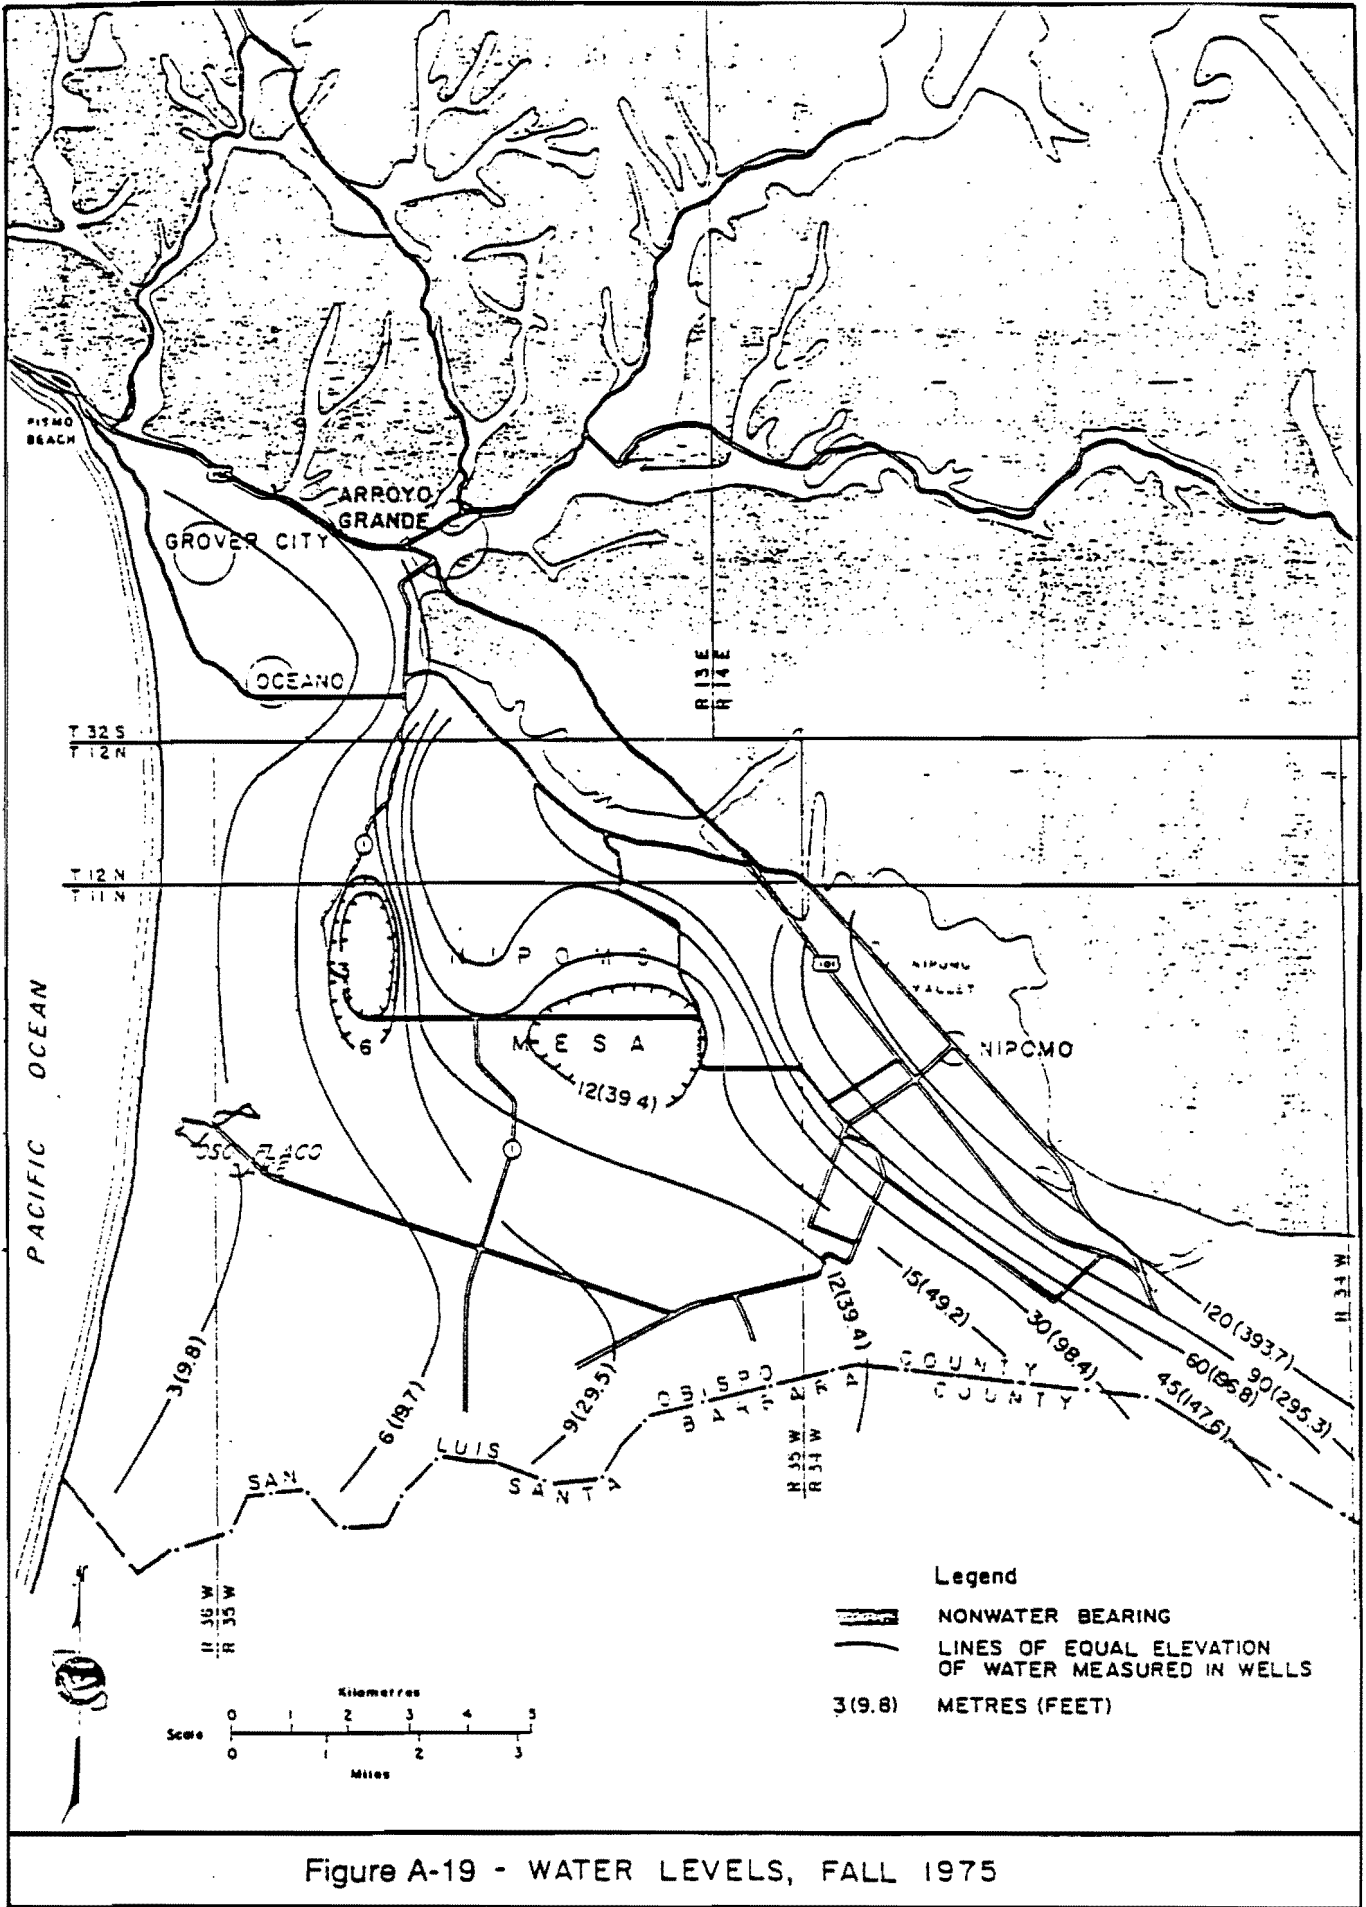 PISMO
BEACH
ARROYO
GRANDE
GROVER CITY
OCEANO
R 13 E
R 14 E
T 32 S
T 12 N
T 12 N
T 11 N
1
101
NIPOMO
VALLEY
M E S A
NIPOMO
6
12(39.4)
OSO FLACO
LAKE
PACIFIC OCEAN
1
3(9.8)
6(19.7)
9(29.5)
12(39.4)
15(49.2)
30(98.4)
45(147.6)
60(196.8)
90(295.3)
120(393.7)
SAN LUIS OBISPO COUNTY
SANTA COUNTY
R 34 W
R 35 W
R 34 W
R 36 W
R 35 W
Legend
NONWATER BEARING
LINES OF EQUAL ELEVATION
OF WATER MEASURED IN WELLS
3(9.8) METRES (FEET)
Kilometres
0 1 2 3 4 5
Scale
0 1 2 3
Miles
Figure A-19 - WATER LEVELS, FALL 1975